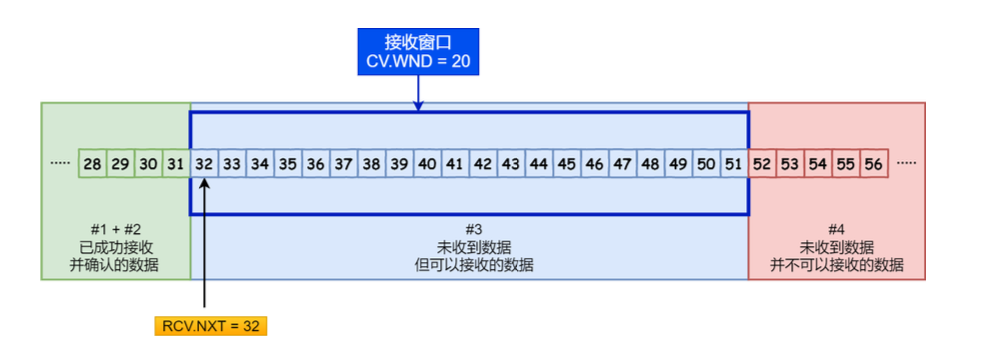 接收窗口
CV.WND = 20
····· 28 29 30 31 32 33 34 35 36 37 38 39 40 41 42 43 44 45 46 47 48 49 50 51 52 53 54 55 56 ·····
#1 + #2
已成功接收
并确认的数据
#3
未收到数据
但可以接收的数据
#4
未收到数据
并不可以接收的数据
RCV.NXT = 32